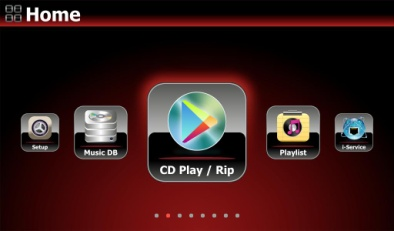 Home
Setup
Music DB
CD Play / Rip
Playlist
i-Service